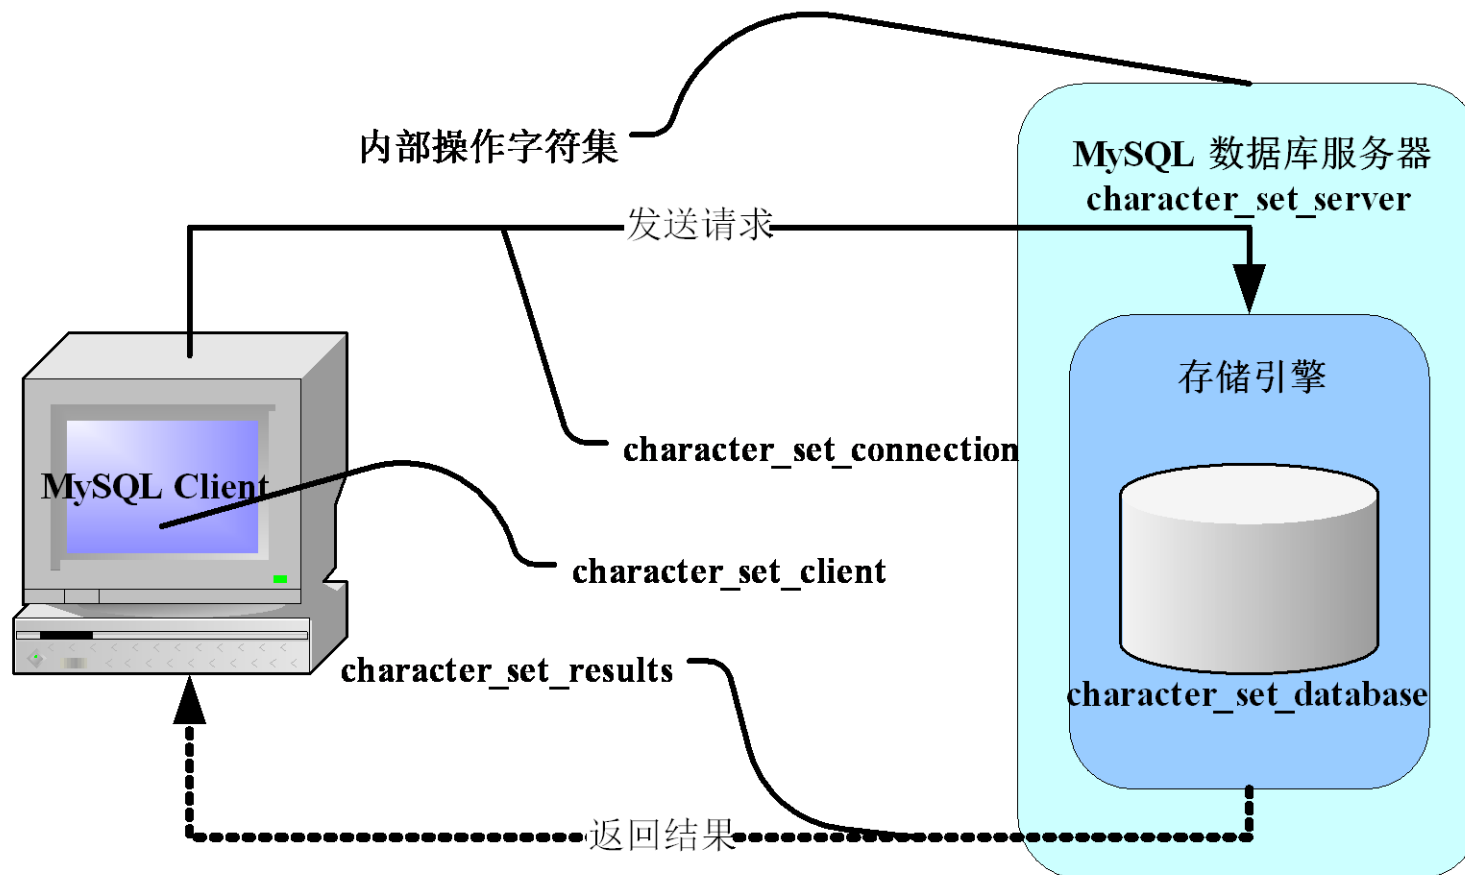 内部操作字符集
MySQL 数据库服务器
character_set_server
发送请求
存储引擎
character_set_connection
MySQL Client
character_set_client
character_set_results
character_set_database
返回结果